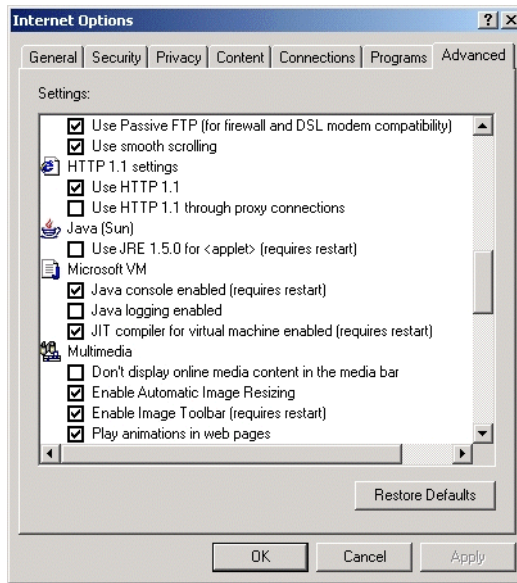 Internet Options
General Security Privacy Content Connections Programs Advanced
Settings:
Use Passive FTP (for firewall and DSL modem compatibility)
Use smooth scrolling
HTTP 1.1 settings
Use HTTP 1.1
Use HTTP 1.1 through proxy connections
Java (Sun)
Use JRE 1.5.0 for <applet> (requires restart)
Microsoft VM
Java console enabled (requires restart)
Java logging enabled
JIT compiler for virtual machine enabled (requires restart)
Multimedia
Don't display online media content in the media bar
Enable Automatic Image Resizing
Enable Image Toolbar (requires restart)
Play animations in web pages
Restore Defaults
OK Cancel Apply